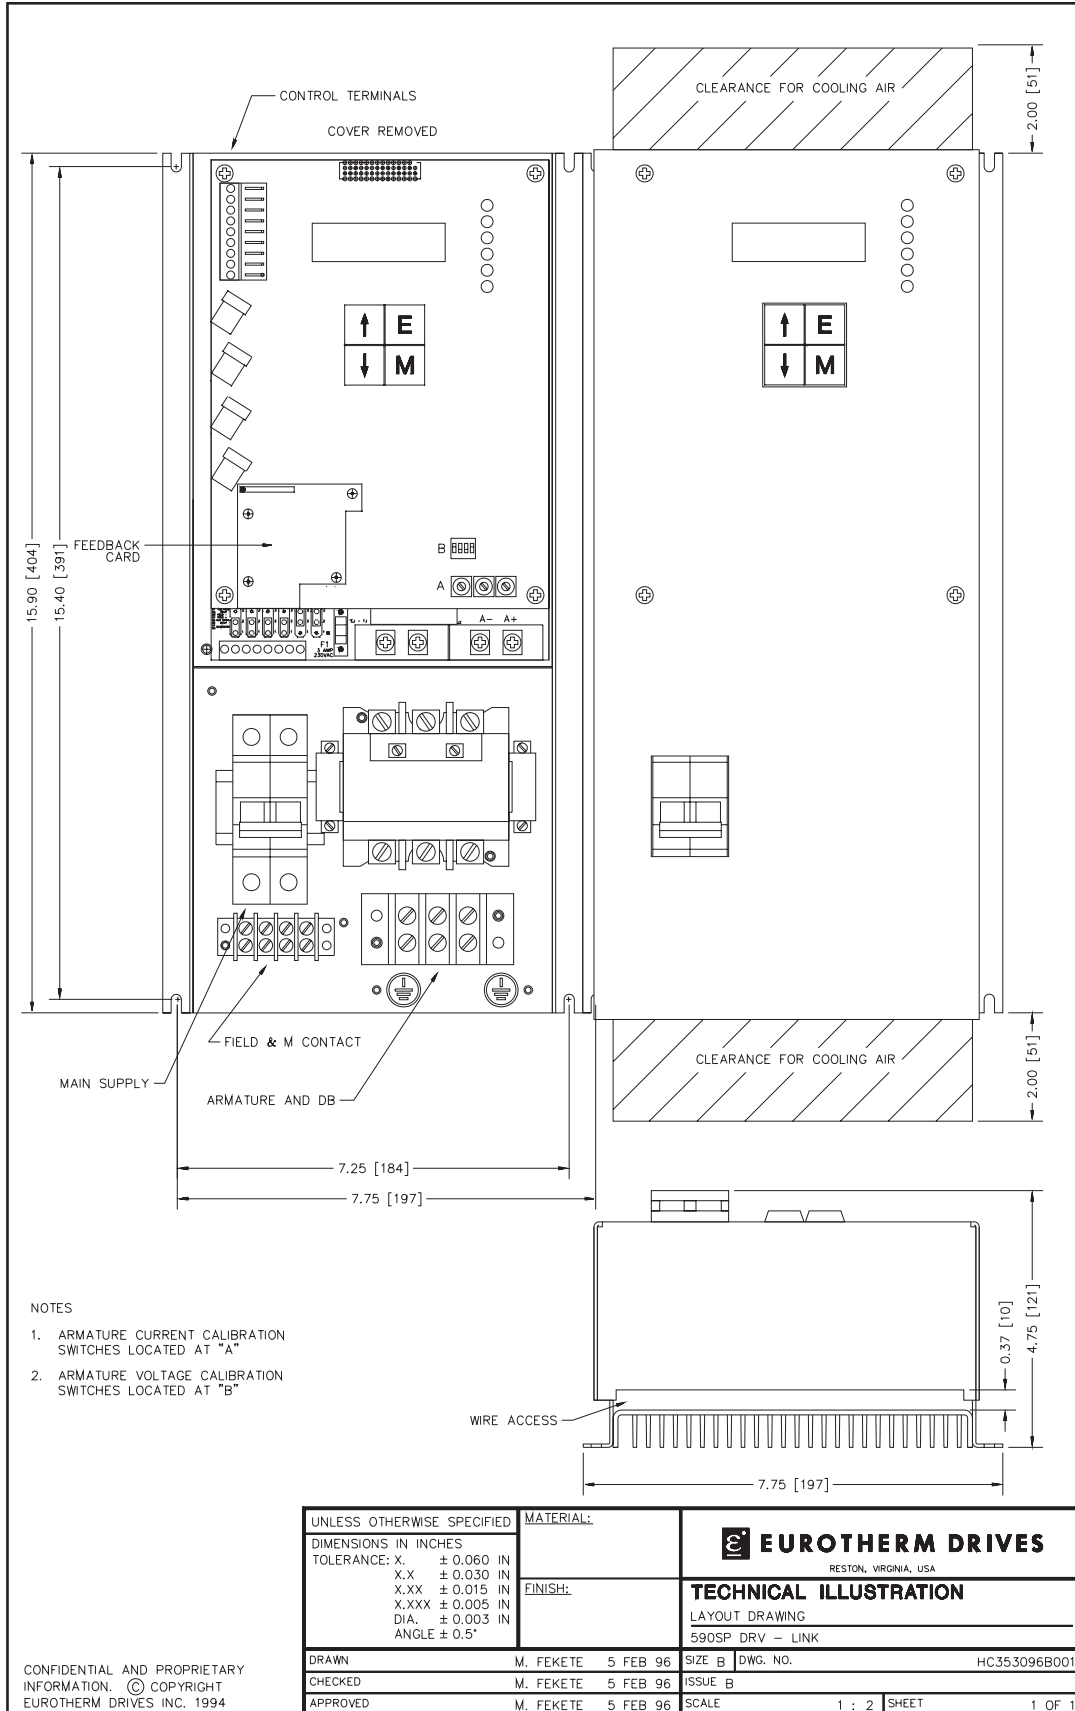 CLEARANCE FOR COOLING AIR
2.00 [51]
CONTROL TERMINALS
COVER REMOVED
E
M
E
M
15.90 [404]
15.40 [391]
FEEDBACK
CARD
B
A
A- A+
F1
3 AMP
230VAC
FIELD & M CONTACT
MAIN SUPPLY
ARMATURE AND DB
CLEARANCE FOR COOLING AIR
2.00 [51]
7.25 [184]
7.75 [197]
NOTES
1. ARMATURE CURRENT CALIBRATION
SWITCHES LOCATED AT "A"
2. ARMATURE VOLTAGE CALIBRATION
SWITCHES LOCATED AT "B"
0.37 [10]
4.75 [121]
WIRE ACCESS
7.75 [197]
UNLESS OTHERWISE SPECIFIED
DIMENSIONS IN INCHES
TOLERANCE: X. ± 0.060 IN
X.X ± 0.030 IN
X.XX ± 0.015 IN
X.XXX ± 0.005 IN
DIA. ± 0.003 IN
ANGLE ± 0.5°
MATERIAL:
FINISH:
ε EUROTHERM DRIVES
RESTON, VIRGINIA, USA
TECHNICAL ILLUSTRATION
LAYOUT DRAWING
590SP DRV - LINK
DRAWN M. FEKETE 5 FEB 96
SIZE B DWG. NO. HC353096B001
CHECKED M. FEKETE 5 FEB 96
ISSUE B
APPROVED M. FEKETE 5 FEB 96
SCALE 1 : 2 SHEET 1 OF 1
CONFIDENTIAL AND PROPRIETARY
INFORMATION. © COPYRIGHT
EUROTHERM DRIVES INC. 1994